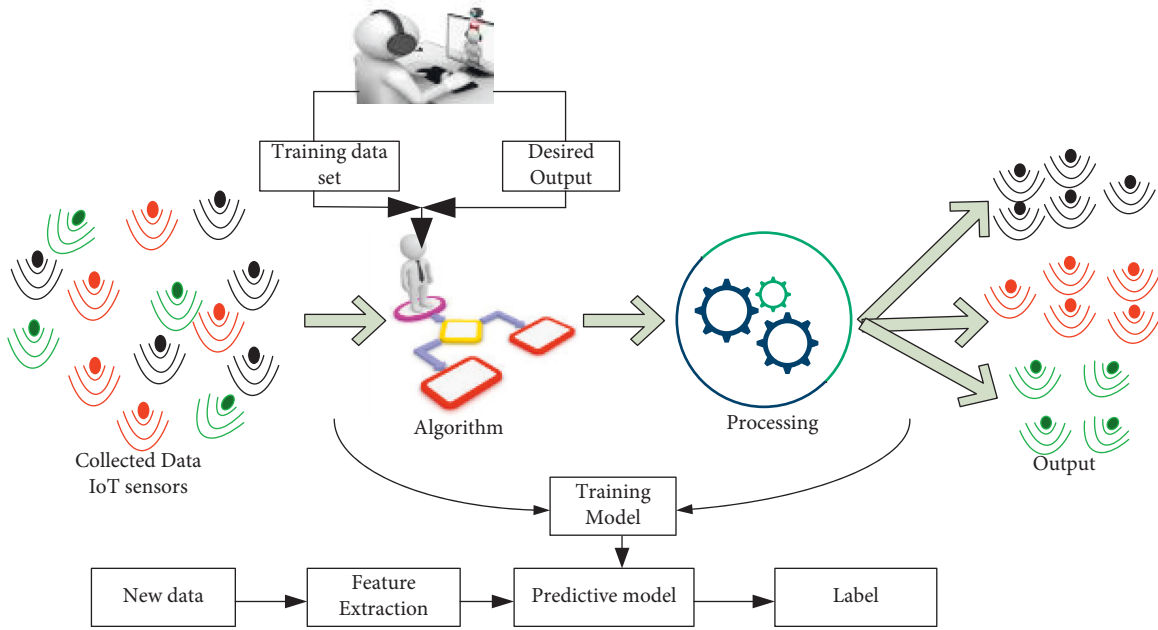 Training data
set
Desired
Output
Collected Data
IoT sensors
Algorithm
Processing
Output
Training
Model
New data
Feature
Extraction
Predictive model
Label